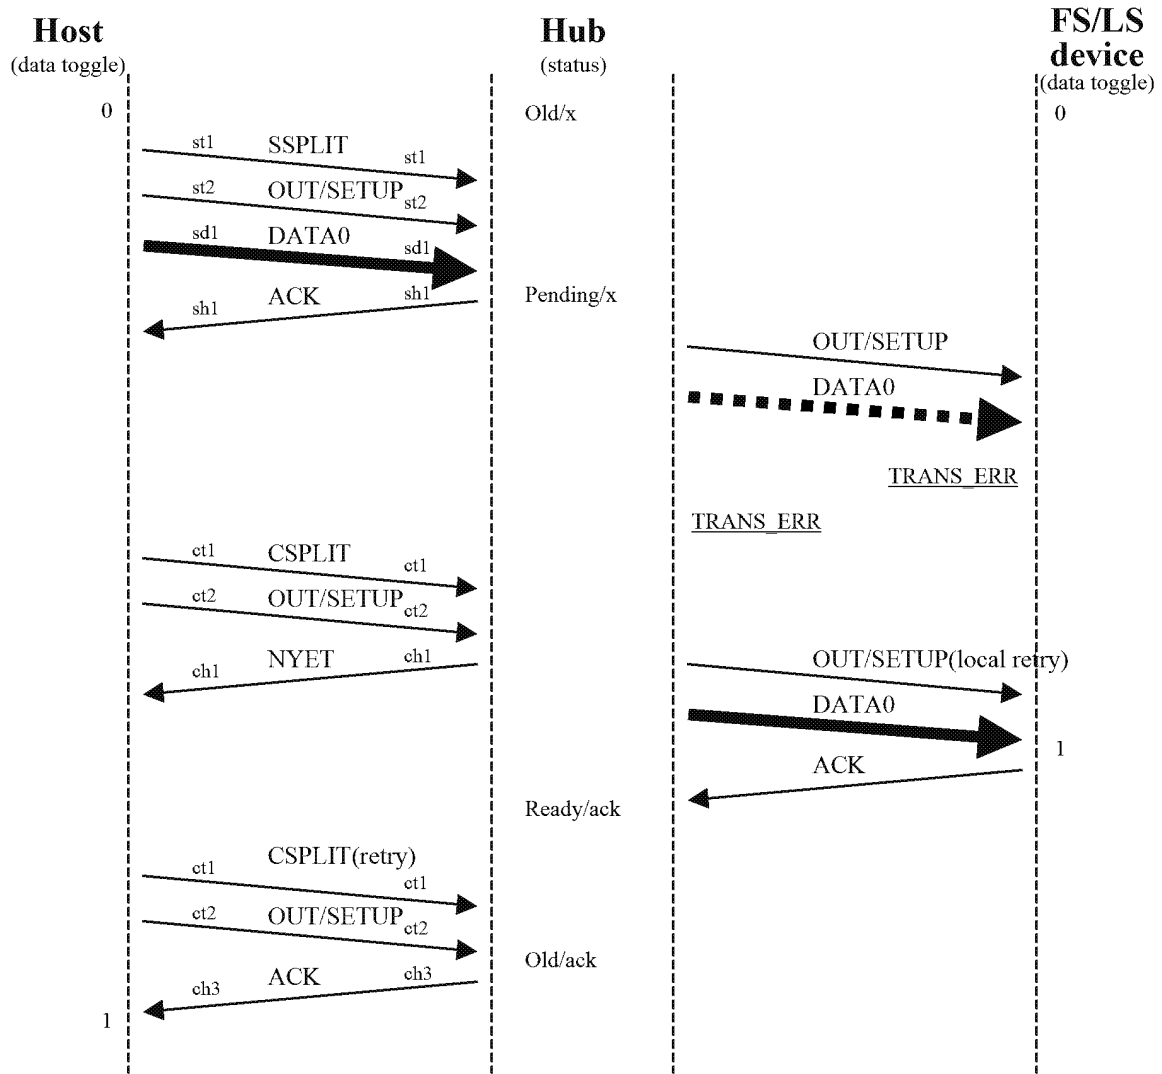 Host
(data toggle)
Hub
(status)
FS/LS
device
(data toggle)
0
Old/x
0
st1 SSPLIT st1
st2 OUT/SETUP st2
sd1 DATA0 sd1
sh1 ACK sh1
Pending/x
OUT/SETUP
DATA0
TRANS_ERR
TRANS_ERR
ct1 CSPLIT ct1
ct2 OUT/SETUP ct2
ch1 NYET ch1
OUT/SETUP(local retry)
DATA0
1
ACK
Ready/ack
ct1 CSPLIT(retry) ct1
ct2 OUT/SETUP ct2
Old/ack
ch3 ACK ch3
1